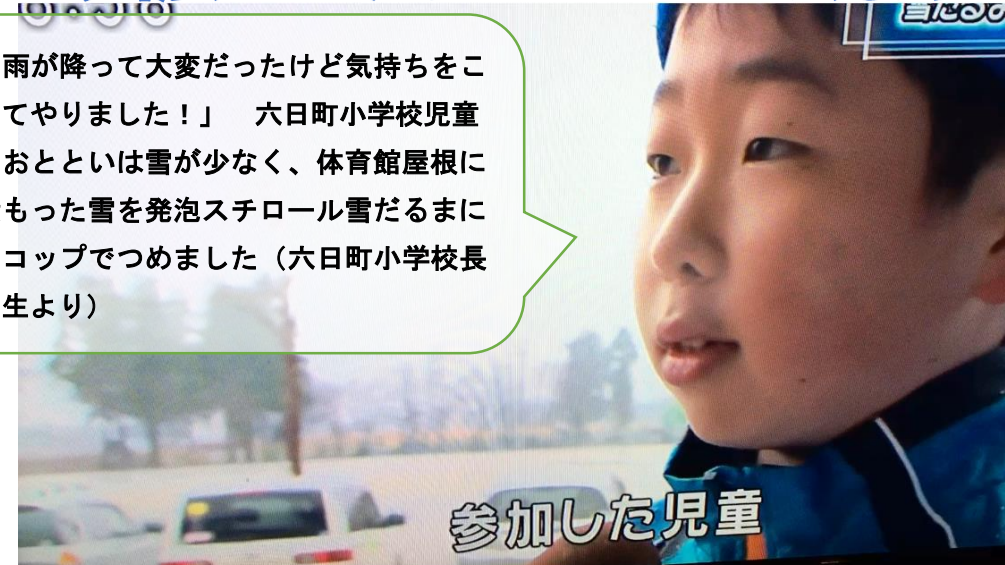 雪だるま
雨が降って大変だったけど気持ちをこ
てやりました！」　六日町小学校児童
おとといは雪が少なく、体育館屋根に
もった雪を発泡スチロール雪だるまに
コップでつめました（六日町小学校長
生より）
参加した児童